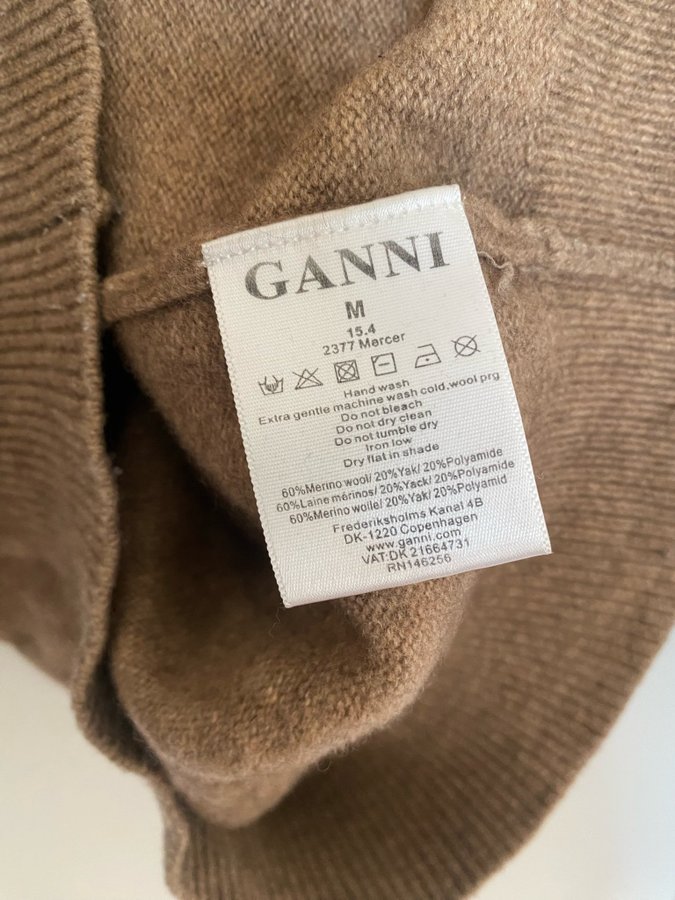 GANNI
M
15.4
2377 Mercer
Hand wash
Extra gentle machine wash cold,wool prg
Do not bleach
Do not dry clean
Do not tumble dry
Iron low
Dry flat in shade
60%Merino wool/ 20%Yak/ 20%Polyamide
60%Laine mérinos/ 20%Yack/ 20%Polyamide
60%Merino wolle/ 20%Yak/ 20%Polyamid
Frederiksholms Kanal 4B
DK-1220 Copenhagen
www.ganni.com
VAT:DK 21664731
RN146256